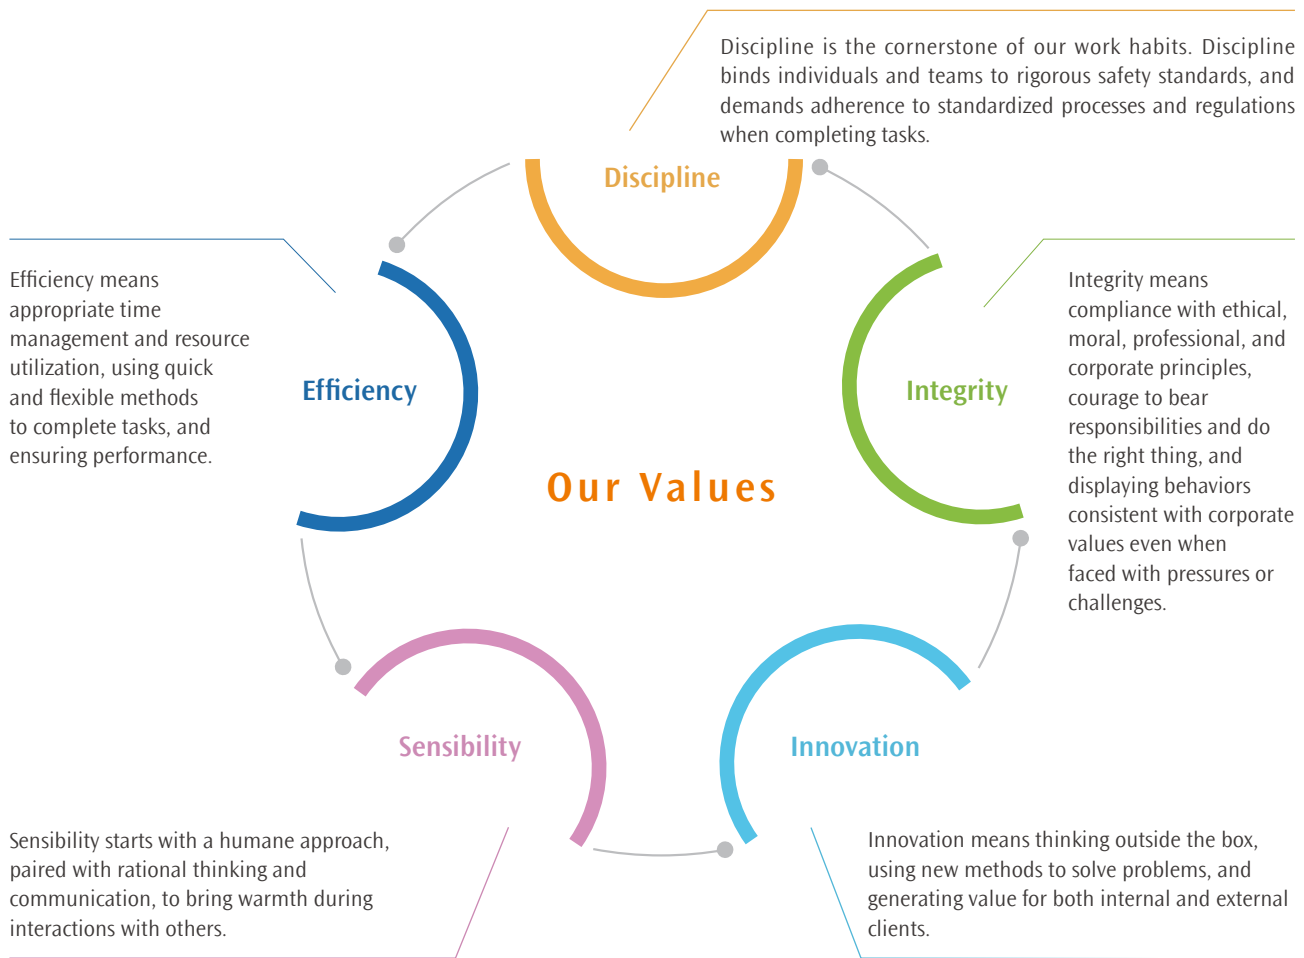 Discipline is the cornerstone of our work habits. Discipline
binds individuals and teams to rigorous safety standards, and
demands adherence to standardized processes and regulations
when completing tasks.
Discipline
Efficiency means
appropriate time
management and resource
utilization, using quick
and flexible methods
to complete tasks, and
ensuring performance.
Efficiency
Integrity
Integrity means
compliance with ethical,
moral, professional, and
corporate principles,
courage to bear
responsibilities and do
the right thing, and
displaying behaviors
consistent with corporate
values even when
faced with pressures or
challenges.
Our Values
Sensibility
Innovation
Sensibility starts with a humane approach,
paired with rational thinking and
communication, to bring warmth during
interactions with others.
Innovation means thinking outside the box,
using new methods to solve problems, and
generating value for both internal and external
clients.